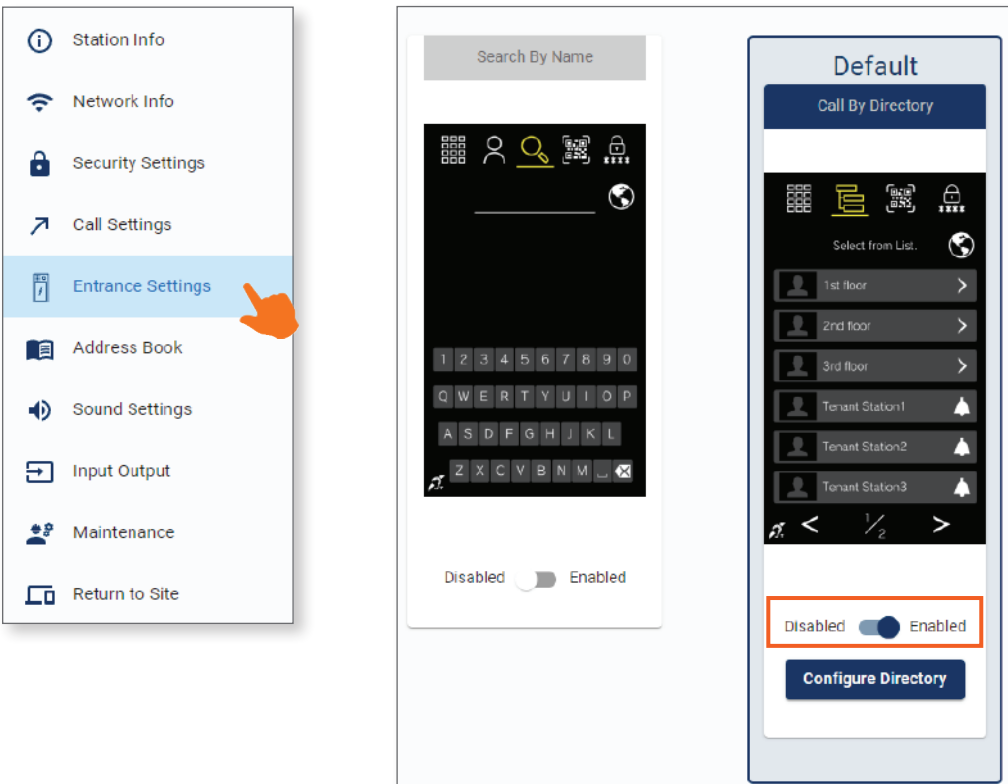 Station Info
Network Info
Security Settings
Call Settings
Entrance Settings
Address Book
Sound Settings
Input Output
Maintenance
Return to Site
Search By Name
1 2 3 4 5 6 7 8 9 0
Q W E R T Y U I O P
A S D F G H J K L
Z X C V B N M
Disabled Enabled
Default
Call By Directory
Select from List.
1st floor
2nd floor
3rd floor
Tenant Station1
Tenant Station2
Tenant Station3
< 1/2 >
Disabled Enabled
Configure Directory